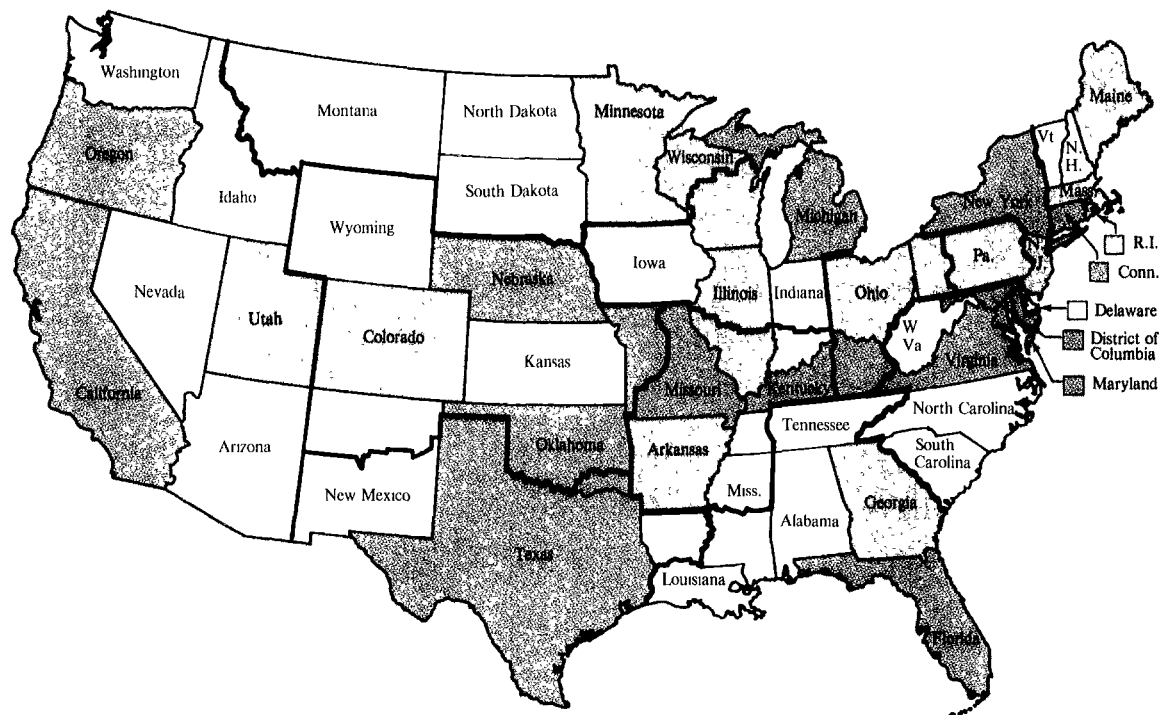 Washington
Montana
North Dakota
Minnesota
Maine
Oregon
Idaho
Wisconsin
Vt
N.
H.
South Dakota
Michigan
New York
Mass.
Wyoming
R.I.
Iowa
Pa.
N.
J.
Conn.
Nebraska
Nevada
Illinois
Indiana
Ohio
Delaware
Utah
Colorado
W
Va
District of
Columbia
Kansas
Virginia
California
Missouri
Kentucky
Maryland
North Carolina
Tennessee
Arizona
Oklahoma
Arkansas
South
Carolina
New Mexico
Miss.
Georgia
Alabama
Texas
Louisiana
Florida